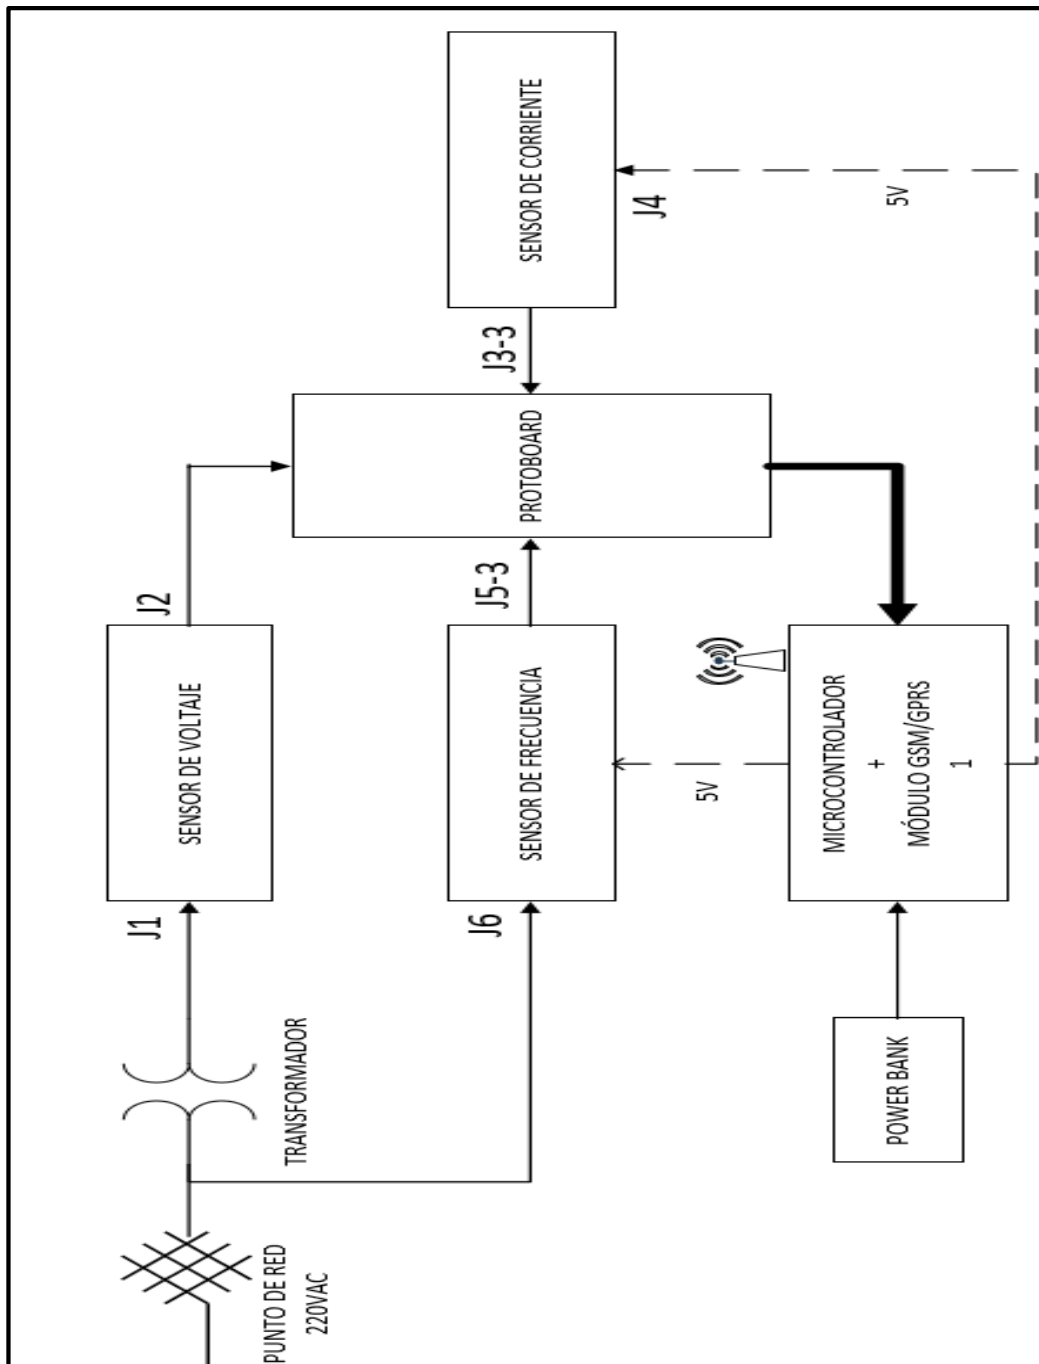 PUNTO DE RED
220VAC
TRANSFORMADOR
J1
SENSOR DE VOLTAJE
J2
J6
SENSOR DE FRECUENCIA
J5-3
PROTOBOARD
J3-3
SENSOR DE CORRIENTE
J4
5V
5V
POWER BANK
MICROCONTROLADOR
+
MÓDULO GSM/GPRS
1